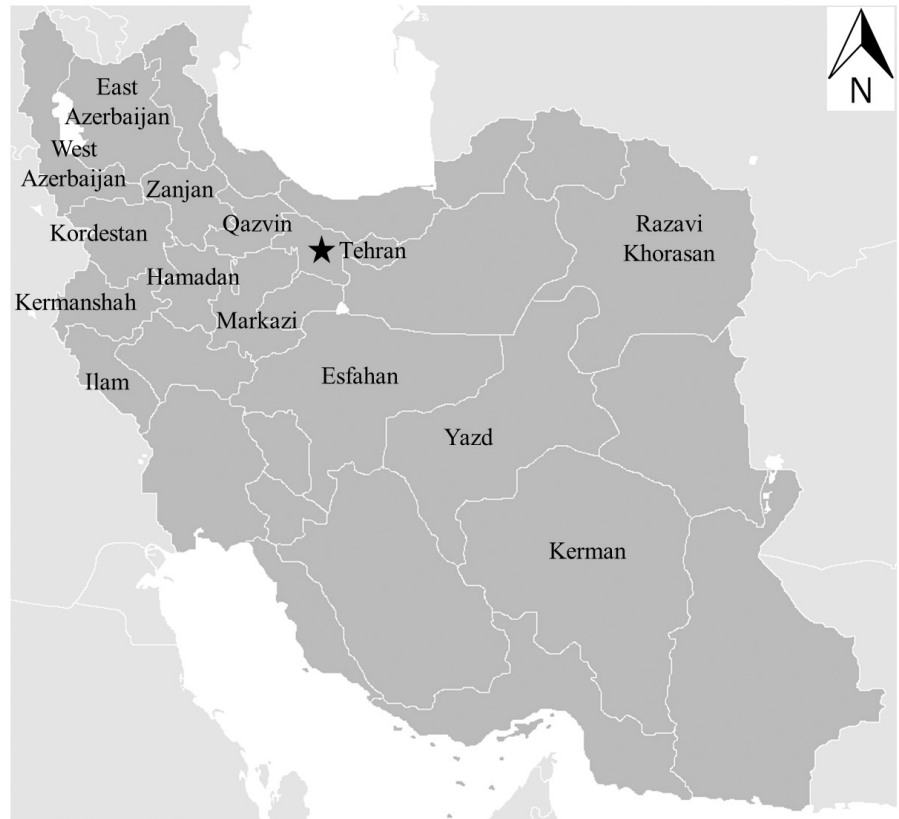 N
East
Azerbaijan
West
Azerbaijan
Zanjan
Qazvin
Tehran
Razavi
Khorasan
Kordestan
Hamadan
Kermanshah
Markazi
Ilam
Esfahan
Yazd
Kerman